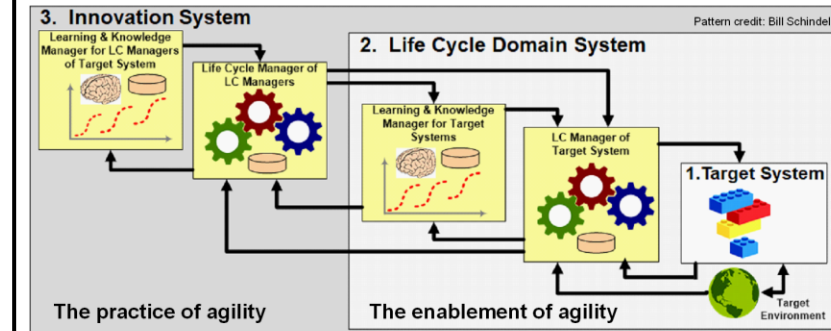 3. Innovation System
Pattern credit: Bill Schindel
Learning & Knowledge
Manager for LC Managers
of Target System
2. Life Cycle Domain System
Life Cycle Manager of
LC Managers
Learning & Knowledge
Manager for Target
Systems
LC Manager of
Target System
1.Target System
Target
Environment
The practice of agility
The enablement of agility